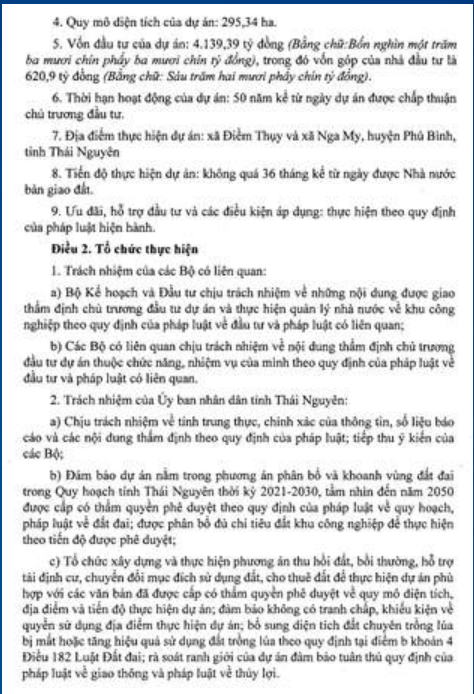 4. Quy mô diện tích của dự án: 295,34 ha.
5. Vốn đầu tư của dự án: 4.139,39 tỷ đồng (Bằng chữ:Bốn nghìn một trăm
ba mươi chín phẩy ba mươi chín tỷ đồng), trong đó vốn góp của nhà đầu tư là
620,9 tỷ đồng (Bằng chữ: Sáu trăm hai mươi phẩy chín tỷ đồng).
6. Thời hạn hoạt động của dự án: 50 năm kể từ ngày dự án được chấp thuận
chủ trương đầu tư.
7. Địa điểm thực hiện dự án: xã Điềm Thụy và xã Nga My, huyện Phú Bình,
tỉnh Thái Nguyên
8. Tiến độ thực hiện dự án: không quá 36 tháng kể từ ngày được Nhà nước
bàn giao đất.
9. Ưu đãi, hỗ trợ đầu tư và các điều kiện áp dụng: thực hiện theo quy định
của pháp luật hiện hành.
Điều 2. Tổ chức thực hiện
1. Trách nhiệm của các Bộ có liên quan:
a) Bộ Kế hoạch và Đầu tư chịu trách nhiệm về những nội dung được giao
thẩm định chủ trương đầu tư dự án và thực hiện quản lý nhà nước về khu công
nghiệp theo quy định của pháp luật về đầu tư và pháp luật có liên quan;
b) Các Bộ có liên quan chịu trách nhiệm về nội dung thẩm định chủ trương
đầu tư dự án thuộc chức năng, nhiệm vụ của mình theo quy định của pháp luật về
đầu tư và pháp luật có liên quan.
2. Trách nhiệm của Ủy ban nhân dân tỉnh Thái Nguyên:
a) Chịu trách nhiệm về tính trung thực, chính xác của thông tin, số liệu báo
cáo và các nội dung thẩm định theo quy định của pháp luật; tiếp thu ý kiến của
các Bộ;
b) Đảm bảo dự án nằm trong phương án phân bổ và khoanh vùng đất đai
trong Quy hoạch tỉnh Thái Nguyên thời kỳ 2021-2030, tầm nhìn đến năm 2050
được cấp có thẩm quyền phê duyệt theo quy định của pháp luật về quy hoạch,
pháp luật về đất đai; được phân bổ đủ chỉ tiêu đất khu công nghiệp để thực hiện
theo tiến độ được phê duyệt;
c) Tổ chức xây dựng và thực hiện phương án thu hồi đất, bồi thường, hỗ trợ
tái định cư, chuyển đổi mục đích sử dụng đất, cho thuê đất để thực hiện dự án phù
hợp với các văn bản đã được cấp có thẩm quyền phê duyệt về quy mô diện tích,
địa điểm và tiến độ thực hiện dự án; đảm bảo không có tranh chấp, khiếu kiện về
quyền sử dụng địa điểm thực hiện dự án; bổ sung diện tích đất chuyên trồng lúa
bị mất hoặc tăng hiệu quả sử dụng đất trồng lúa theo quy định tại điểm b khoản 4
Điều 182 Luật Đất đai; rà soát ranh giới của dự án đảm bảo tuân thủ quy định của
pháp luật về giao thông và pháp luật về thủy lợi.